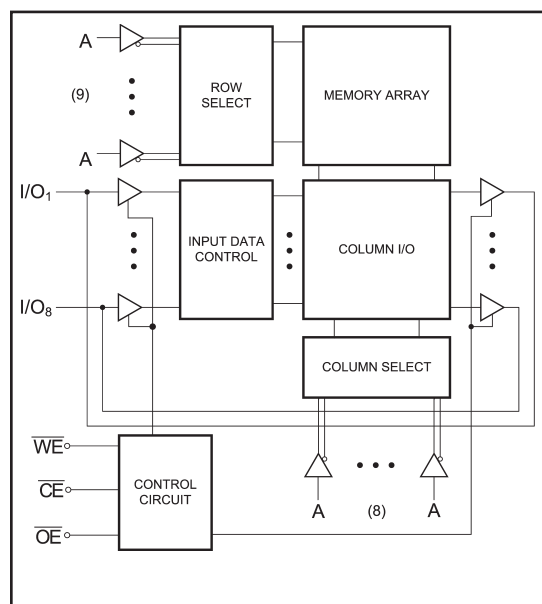 A
(9)
A
ROW
SELECT
MEMORY ARRAY
I/O₁
I/O₈
INPUT DATA
CONTROL
COLUMN I/O
COLUMN SELECT
WE
CE
OE
CONTROL
CIRCUIT
A
(8)
A